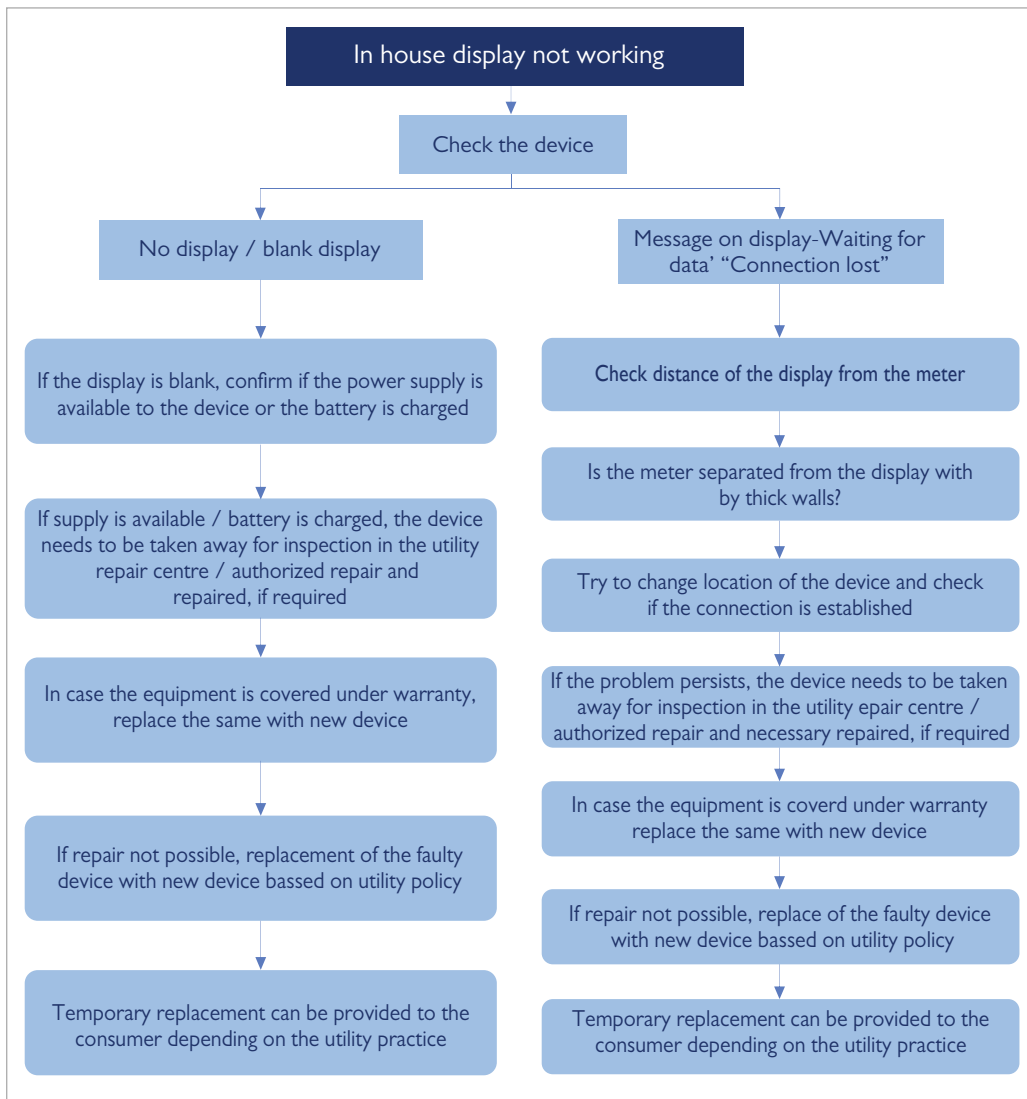 In house display not working
Check the device
No display / blank display
If the display is blank, confirm if the power supply is
available to the device or the battery is charged
If supply is available / battery is charged, the device
needs to be taken away for inspection in the utility
repair centre / authorized repair and
repaired, if required
In case the equipment is covered under warranty,
replace the same with new device
If repair not possible, replacement of the faulty
device with new device bassed on utility policy
Temporary replacement can be provided to the
consumer depending on the utility practice
Message on display-Waiting for
data’ “Connection lost”
Check distance of the display from the meter
Is the meter separated from the display with
by thick walls?
Try to change location of the device and check
if the connection is established
If the problem persists, the device needs to be taken
away for inspection in the utility epair centre /
authorized repair and necessary repaired, if required
In case the equipment is coverd under warranty
replace the same with new device
If repair not possible, replace of the faulty device
with new device bassed on utility policy
Temporary replacement can be provided to the
consumer depending on the utility practice